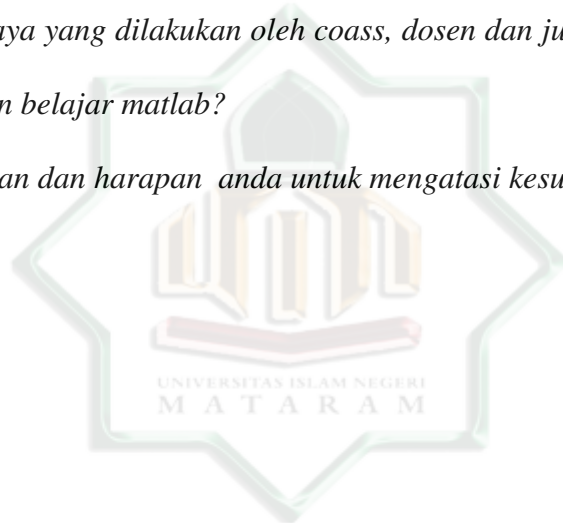 aya yang dilakukan oleh coass, dosen dan ju
n belajar matlab?
an dan harapan anda untuk mengatasi kesu
UNIVERSITAS ISLAM NEGERI
MATARAM